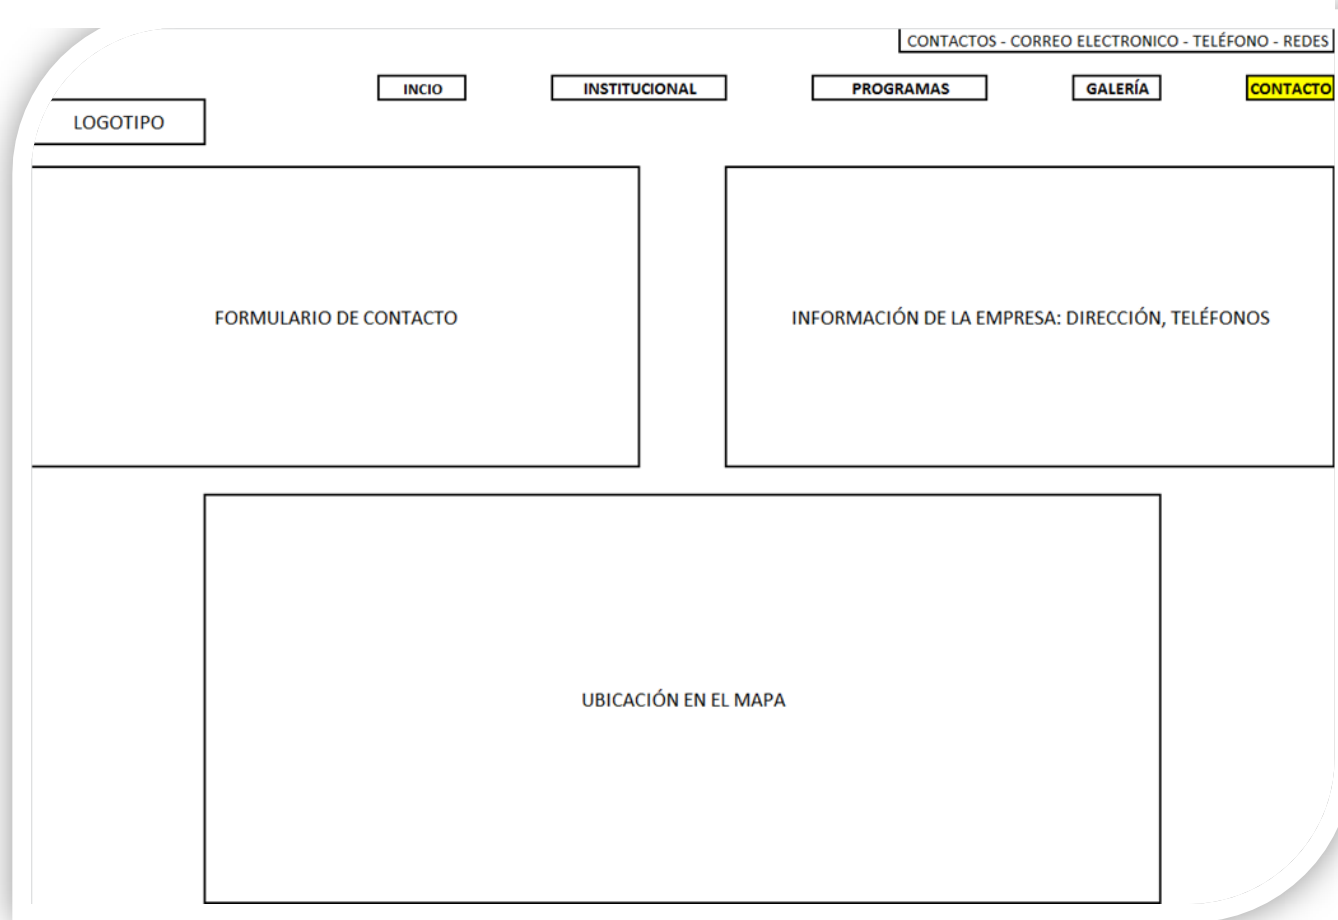 CONTACTOS - CORREO ELECTRONICO - TELÉFONO - REDES
INCIO
INSTITUCIONAL
PROGRAMAS
GALERÍA
CONTACTO
LOGOTIPO
FORMULARIO DE CONTACTO
INFORMACIÓN DE LA EMPRESA: DIRECCIÓN, TELÉFONOS
UBICACIÓN EN EL MAPA